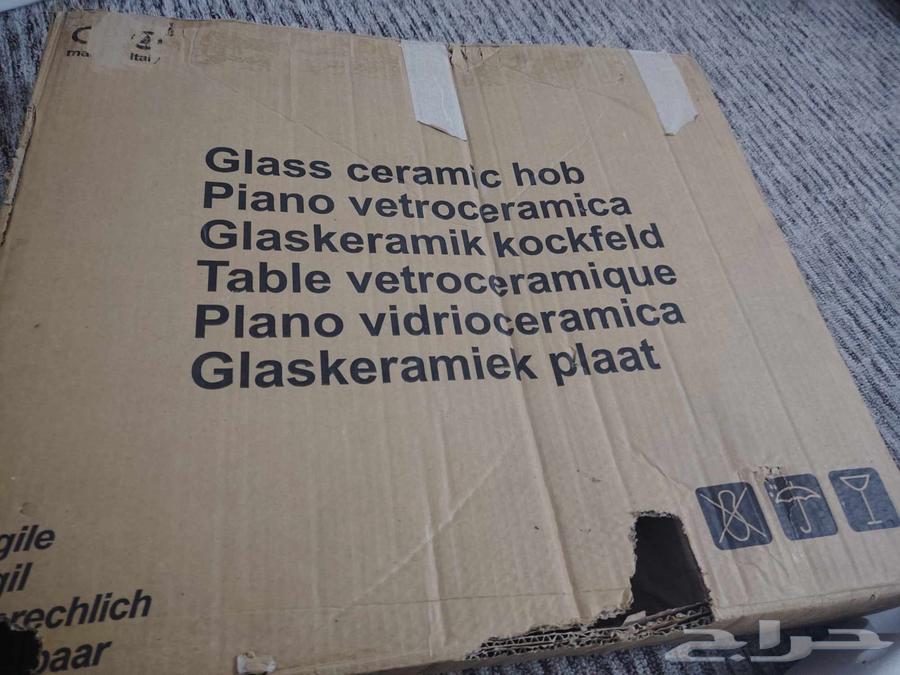 Glass ceramic hob
Piano vetroceramica
Glaskeramik kockfeld
Table vetroceramique
Plano vidrioceramica
Glaskeramiek plaat
gile
gil
rechlich
baar
حراج